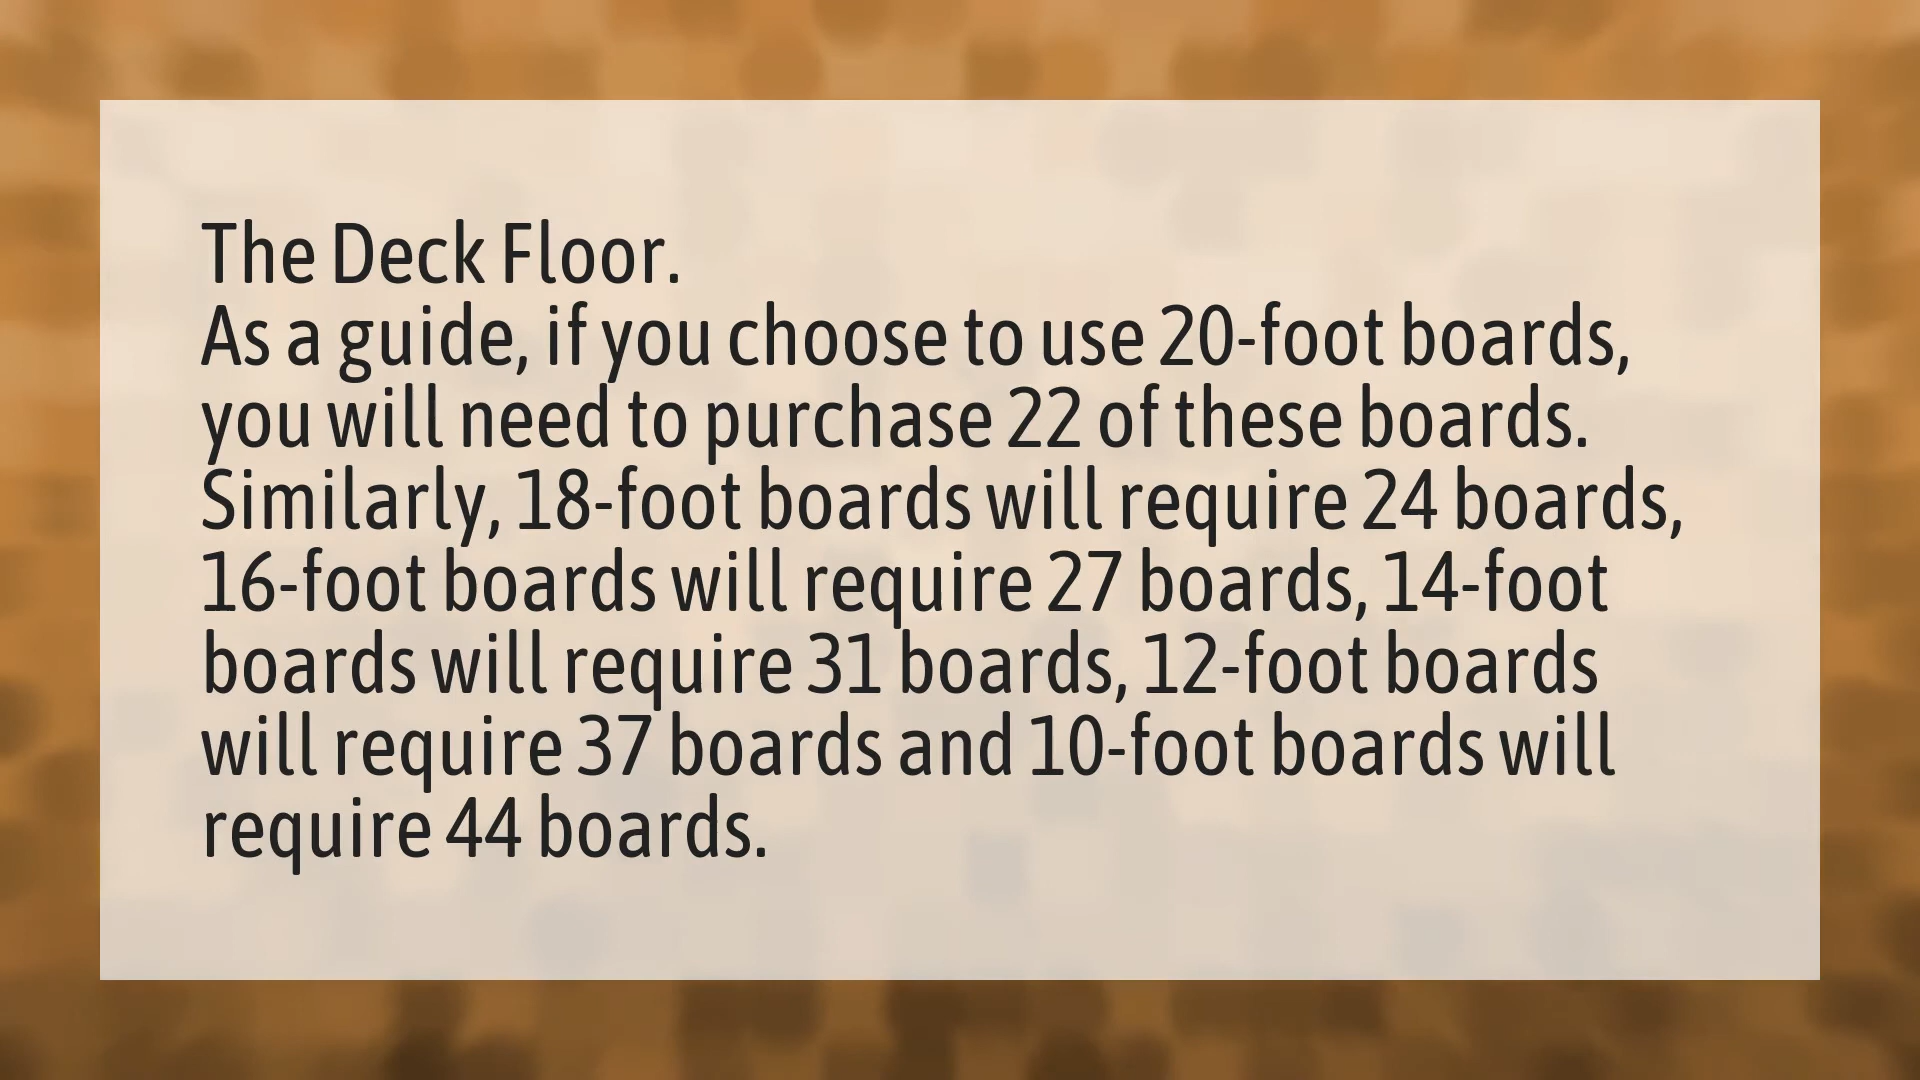 The Deck Floor.
As a guide, if you choose to use 20-foot boards,
you will need to purchase 22 of these boards.
Similarly, 18-foot boards will require 24 boards,
16-foot boards will require 27 boards, 14-foot
boards will require 31 boards, 12-foot boards
will require 37 boards and 10-foot boards will
require 44 boards.